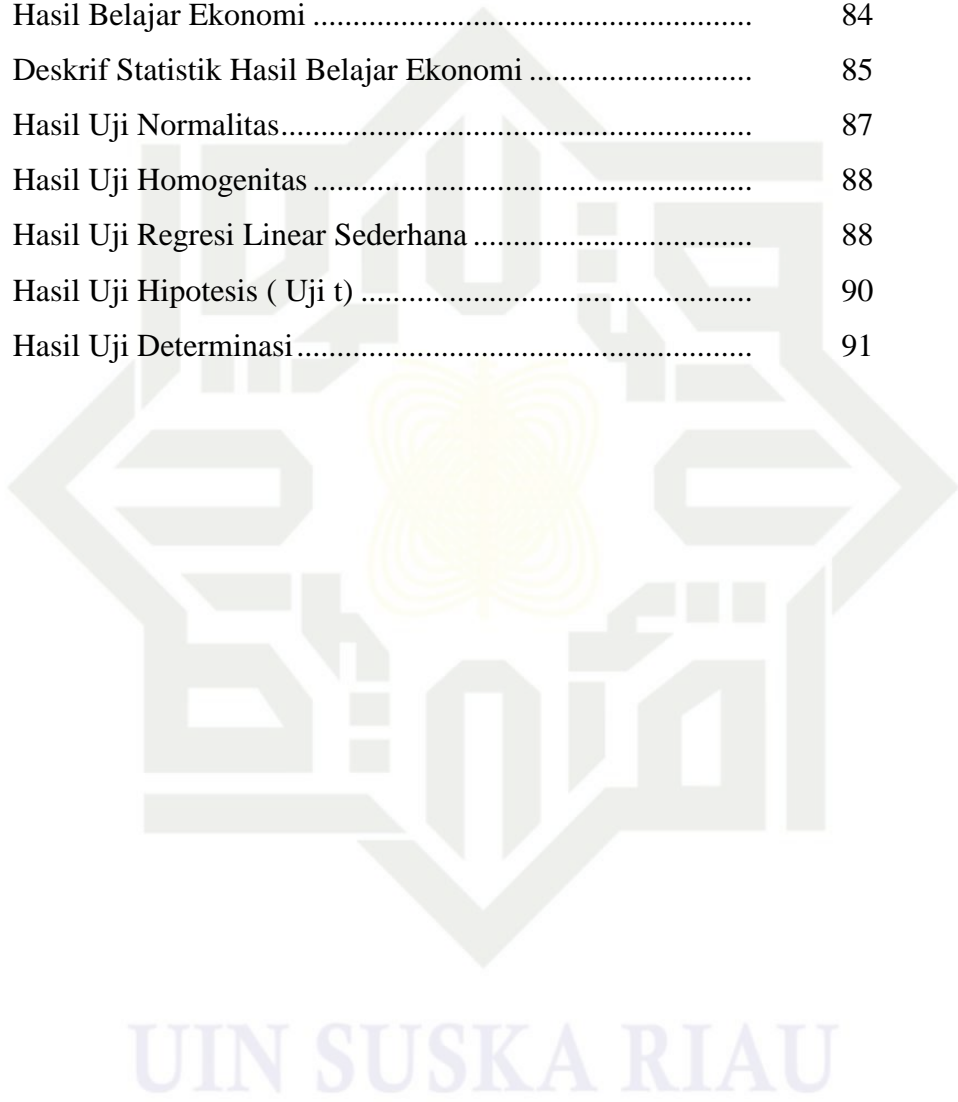 Hasil Belajar Ekonomi ....................................................... 84
Deskrif Statistik Hasil Belajar Ekonomi ............................ 85
Hasil Uji Normalitas........................................................... 87
Hasil Uji Homogenitas ....................................................... 88
Hasil Uji Regresi Linear Sederhana ................................... 88
Hasil Uji Hipotesis ( Uji t) ................................................. 90
Hasil Uji Determinasi......................................................... 91
UIN SUSKA RIAU